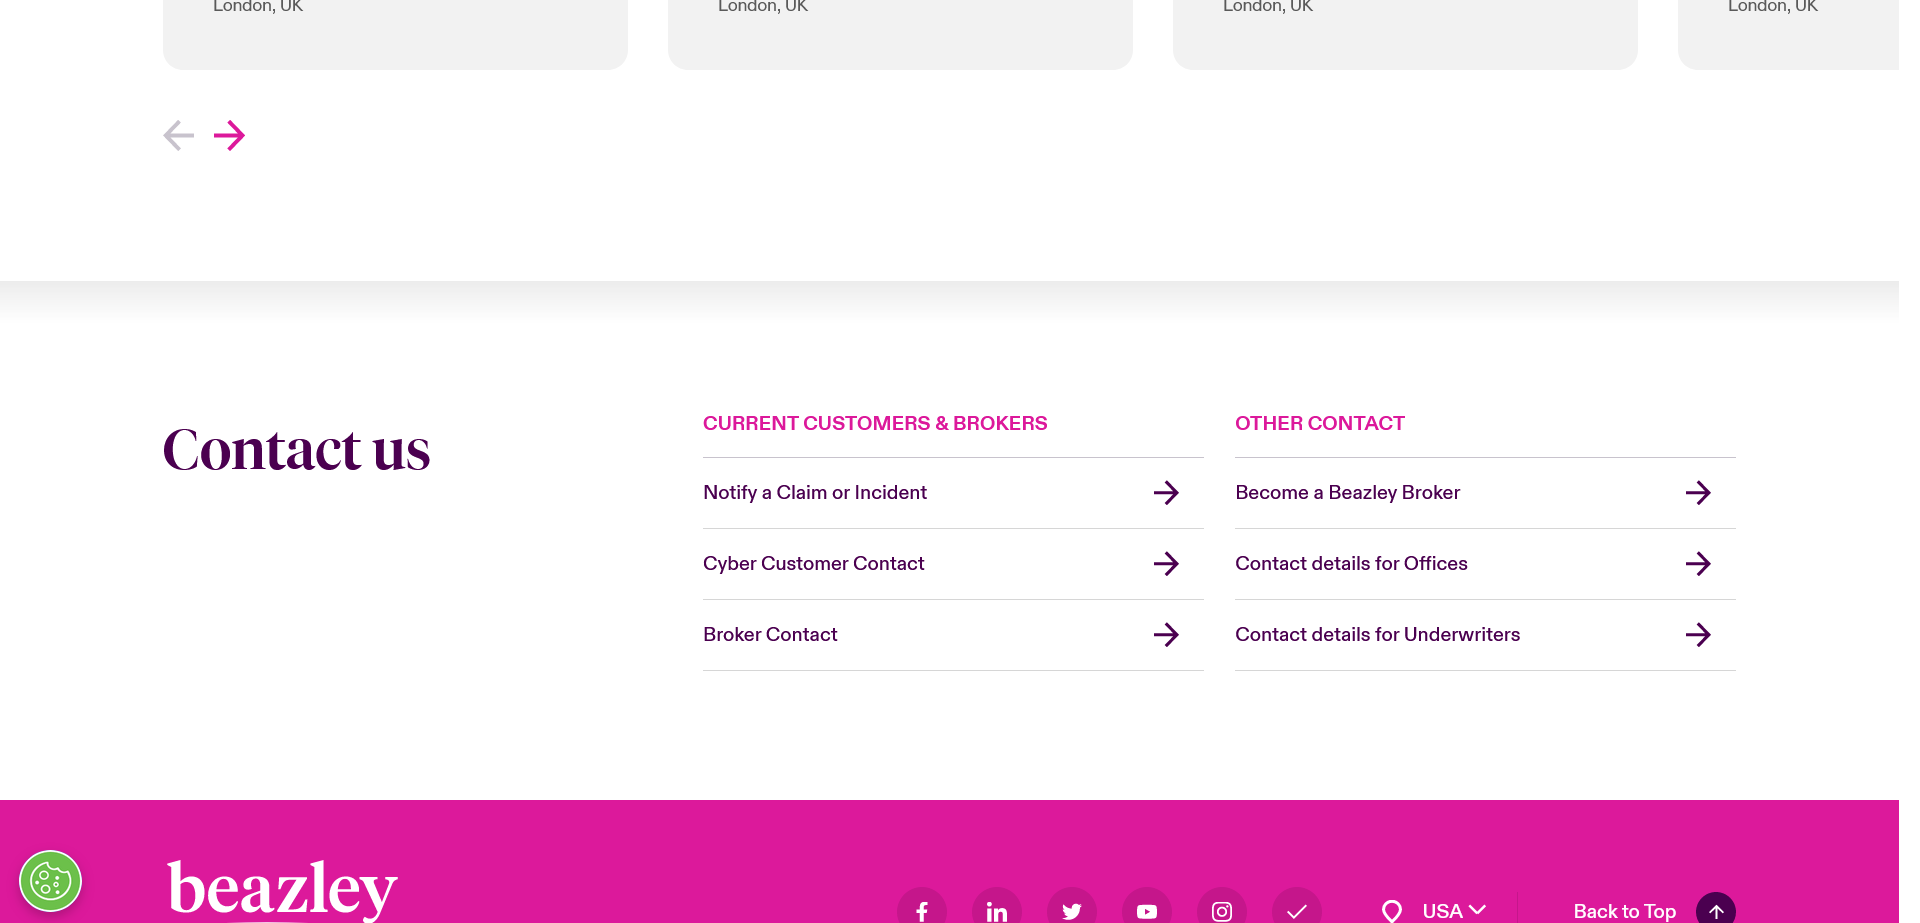 London, UK
London, UK
London, UK
London, UK
Contact us
CURRENT CUSTOMERS & BROKERS
Notify a Claim or Incident
Cyber Customer Contact
Broker Contact
OTHER CONTACT
Become a Beazley Broker
Contact details for Offices
Contact details for Underwriters
beazley
USA
Back to Top